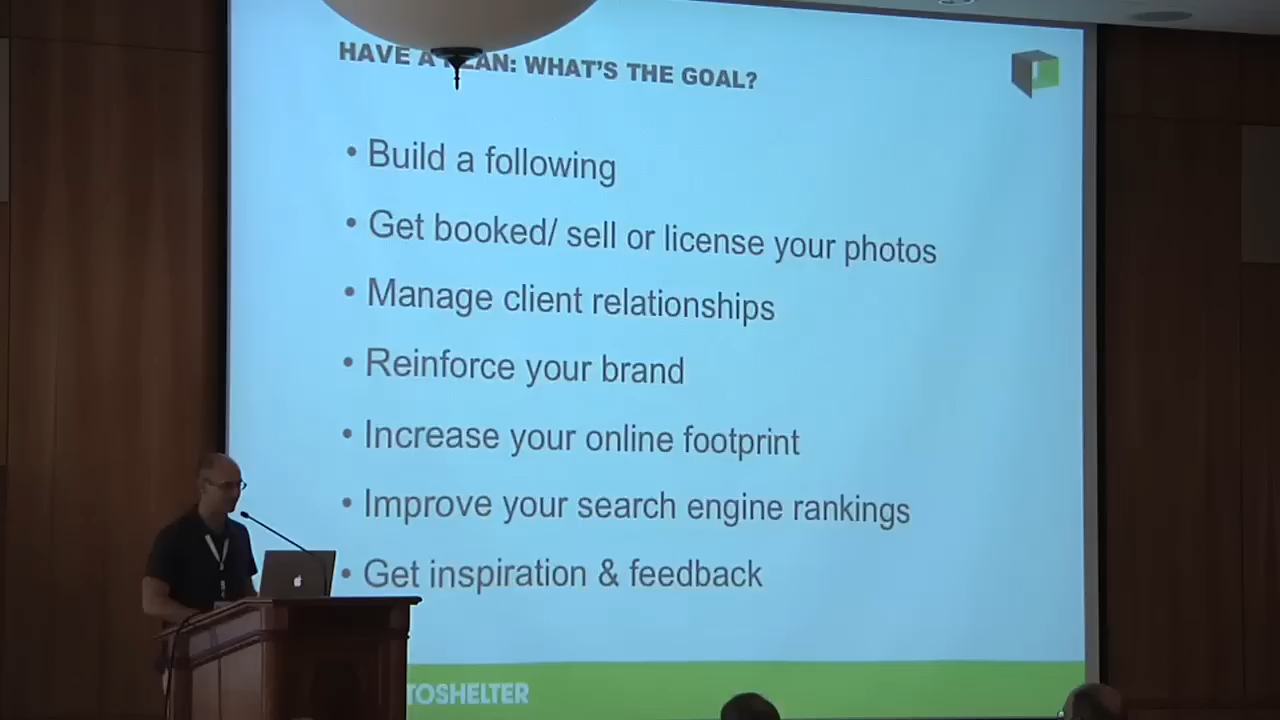 HAVE A PLAN: WHAT'S THE GOAL?
• Build a following
• Get booked/ sell or license your photos
• Manage client relationships
• Reinforce your brand
• Increase your online footprint
• Improve your search engine rankings
• Get inspiration & feedback
TOSHELTER